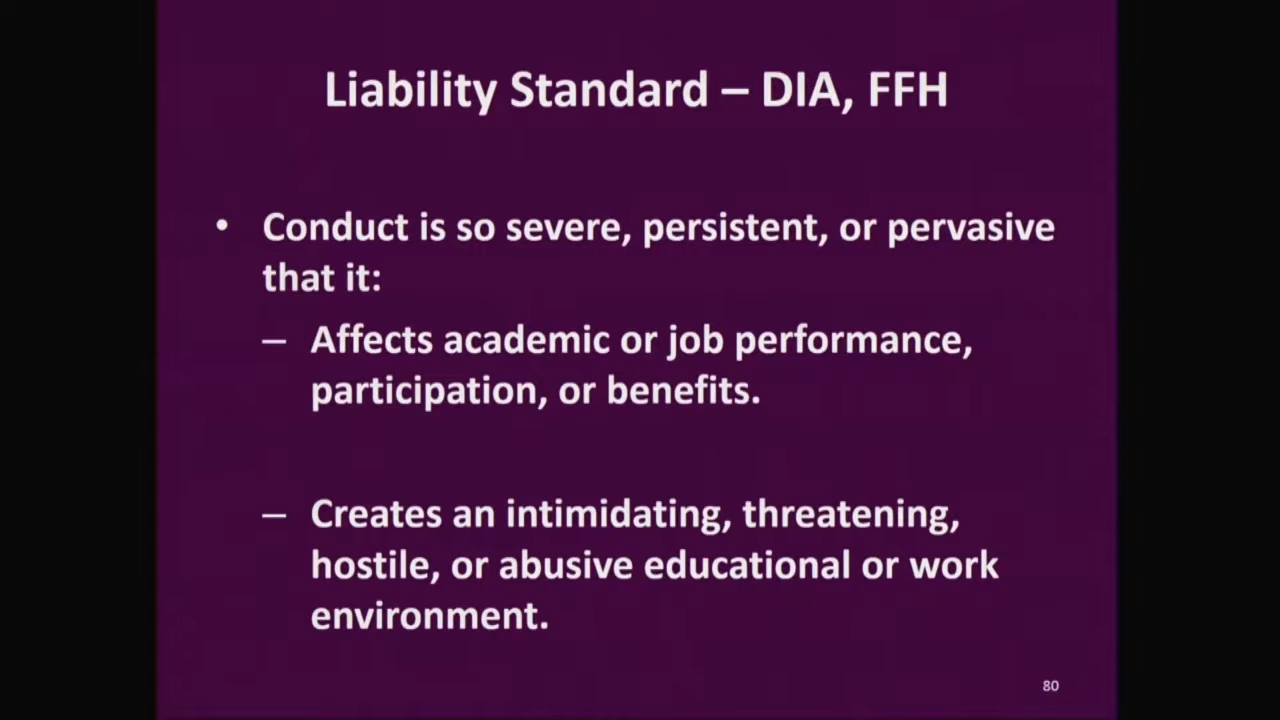 Liability Standard – DIA, FFH
• Conduct is so severe, persistent, or pervasive
that it:
– Affects academic or job performance,
participation, or benefits.
– Creates an intimidating, threatening,
hostile, or abusive educational or work
environment.
80